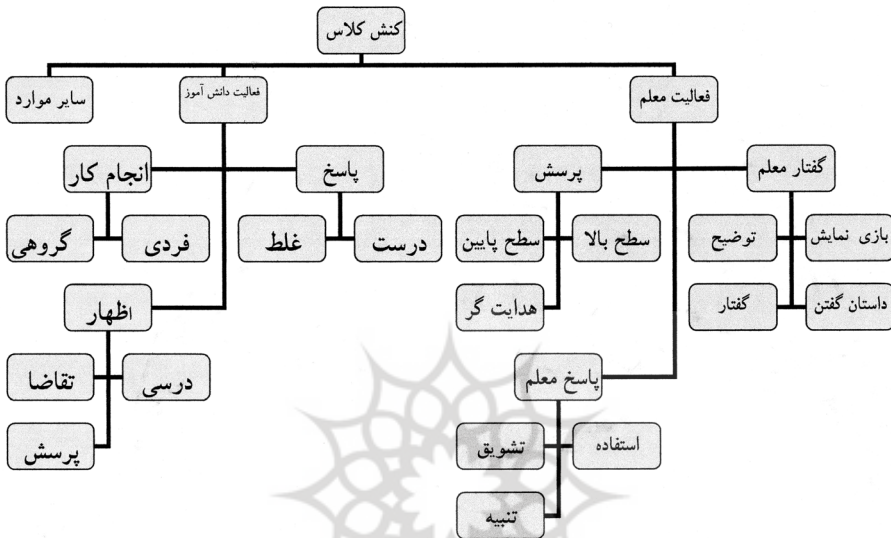 کنش کلاس
فعالیت معلم
فعالیت دانش آموز
سایر موارد
گفتار معلم
پرسش
پاسخ
انجام کار
بازی نمایش
توضیح
سطح بالا
سطح پایین
درست
غلط
فردی
گروهی
داستان گفتن
گفتار
هدایت گر
اظهار
پاسخ معلم
درسی
تقاضا
استفاده
تشویق
پرسش
تنبیه